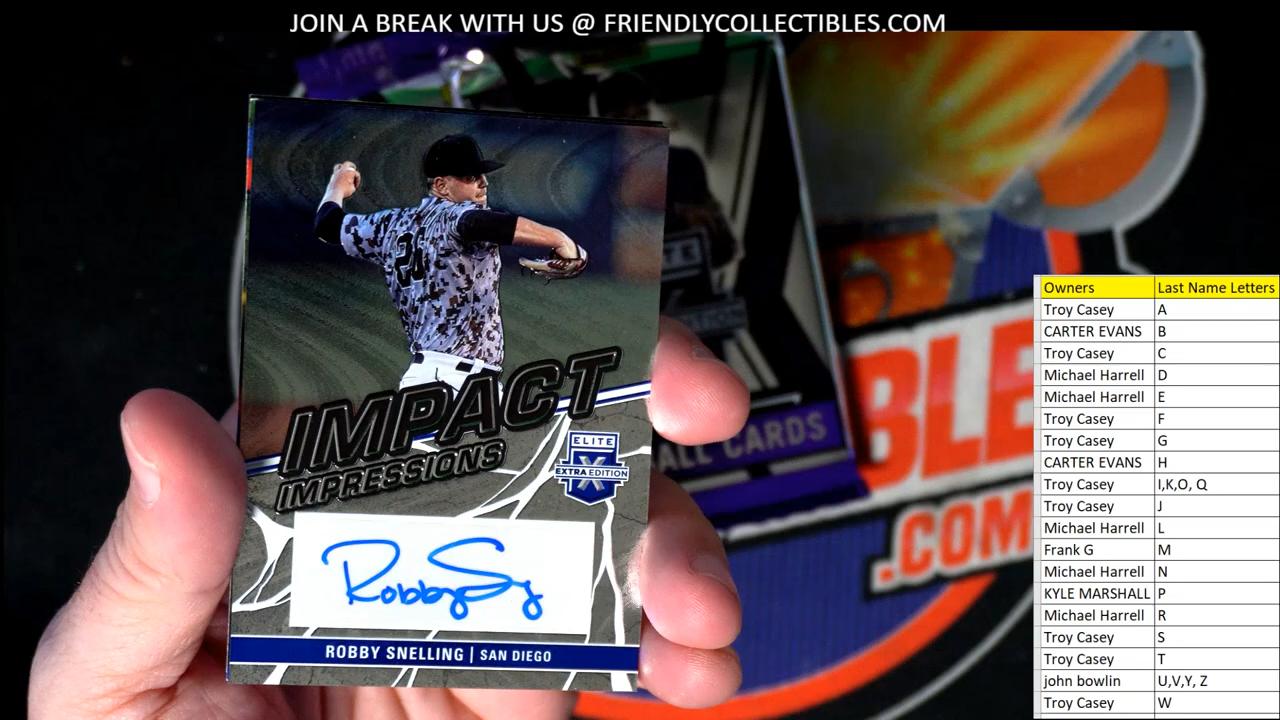 JOIN A BREAK WITH US @ FRIENDLYCOLLECTIBLES.COM
2
IMPACT
IMPRESSIONS
ELITE
X
EXTRA EDITION
Robby Sy
ROBBY SNELLING | SAN DIEGO
ELITE
ALL CARDS
BLE
.COM
Owners Last Name Letters
Troy Casey A
CARTER EVANS B
Troy Casey C
Michael Harrell D
Michael Harrell E
Troy Casey F
Troy Casey G
CARTER EVANS H
Troy Casey I,K,O, Q
Troy Casey J
Michael Harrell L
Frank G M
Michael Harrell N
KYLE MARSHALL P
Michael Harrell R
Troy Casey S
Troy Casey T
john bowlin U,V,Y, Z
Troy Casey W